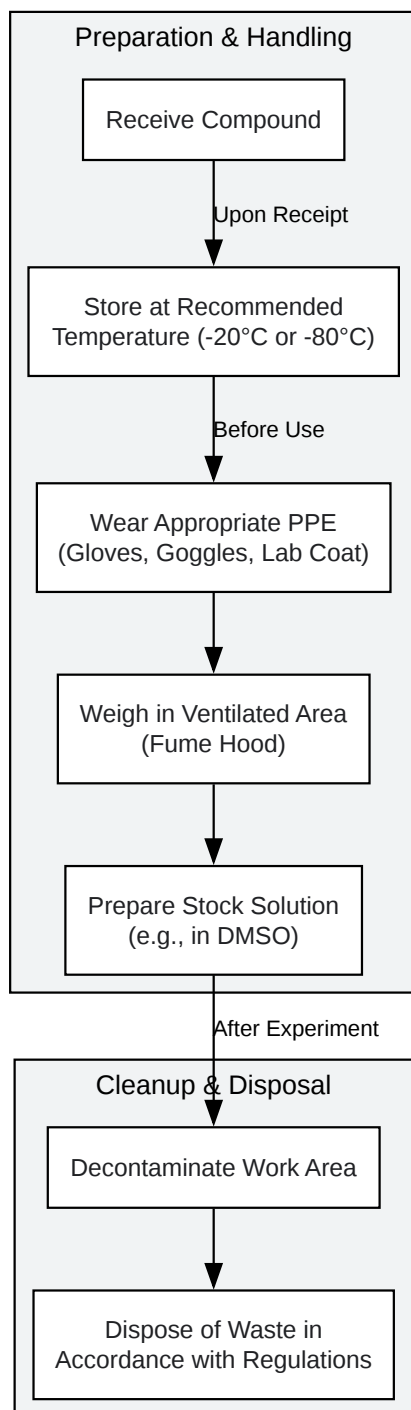 Preparation & Handling
Receive Compound
Upon Receipt
Store at Recommended
Temperature (-20°C or -80°C)
Before Use
Wear Appropriate PPE
(Gloves, Goggles, Lab Coat)
Weigh in Ventilated Area
(Fume Hood)
Prepare Stock Solution
(e.g., in DMSO)
After Experiment
Cleanup & Disposal
Decontaminate Work Area
Dispose of Waste in
Accordance with Regulations